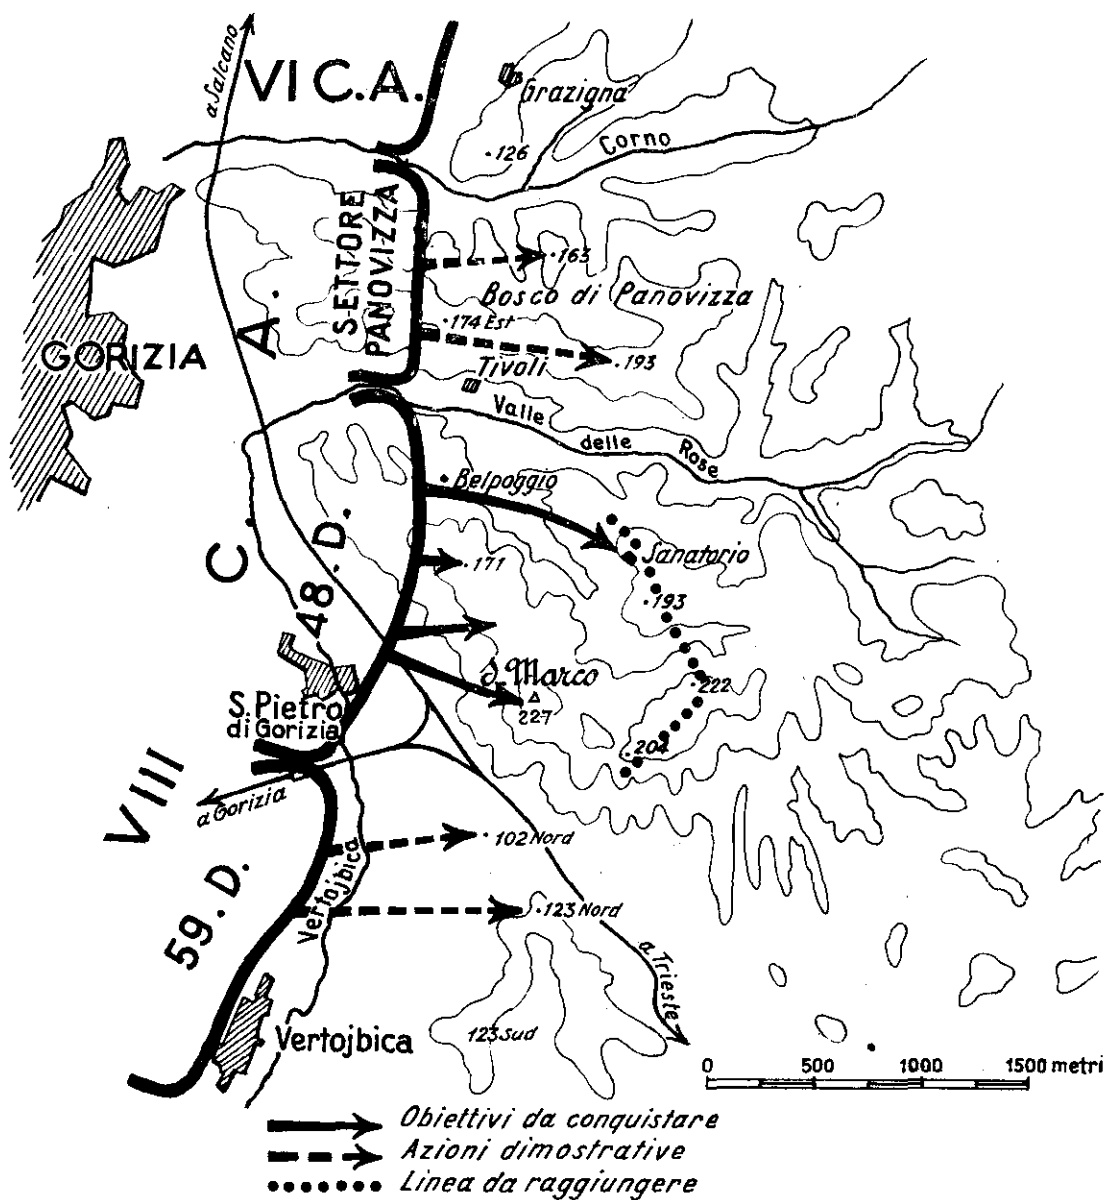 a Salcano
VI C.A.
Grazigna
Corno
126
SETTORE
PANOVIZZA
163
Bosco di Panovizza
174 Est
193
GORIZIA
Tivoli
Valle
delle
Rose
Belpoggio
Sanatorio
171
193
48. D.
S. Marco
227
222
204
S. Pietro
di Gorizia
VIII C. A.
a Gorizia
102 Nord
Vertojbica
123 Nord
59. D.
a Trieste
Vertojbica
123 Sud
0 500 1000 1500 metri
Obiettivi da conquistare
Azioni dimostrative
Linea da raggiungere